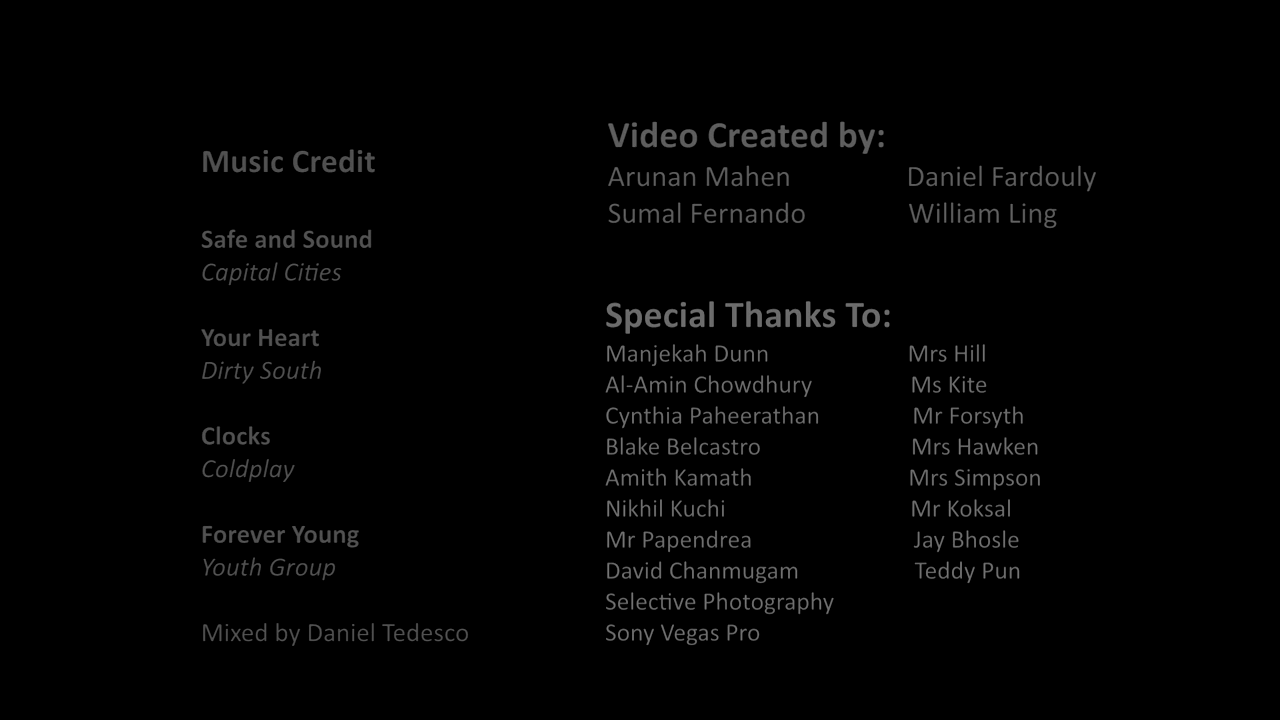 Music Credit
Safe and Sound
Capital Cities
Your Heart
Dirty South
Clocks
Coldplay
Forever Young
Youth Group
Mixed by Daniel Tedesco
Video Created by:
Arunan Mahen Daniel Fardouly
Sumal Fernando William Ling
Special Thanks To:
Manjekah Dunn Mrs Hill
Al-Amin Chowdhury Ms Kite
Cynthia Paheerathan Mr Forsyth
Blake Belcastro Mrs Hawken
Amith Kamath Mrs Simpson
Nikhil Kuchi Mr Koksal
Mr Papendrea Jay Bhosle
David Chanmugam Teddy Pun
Selective Photography
Sony Vegas Pro